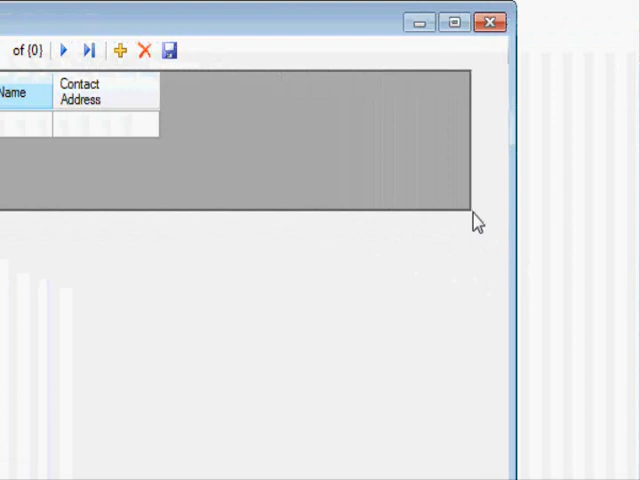 of {0}
Name
Contact
Address